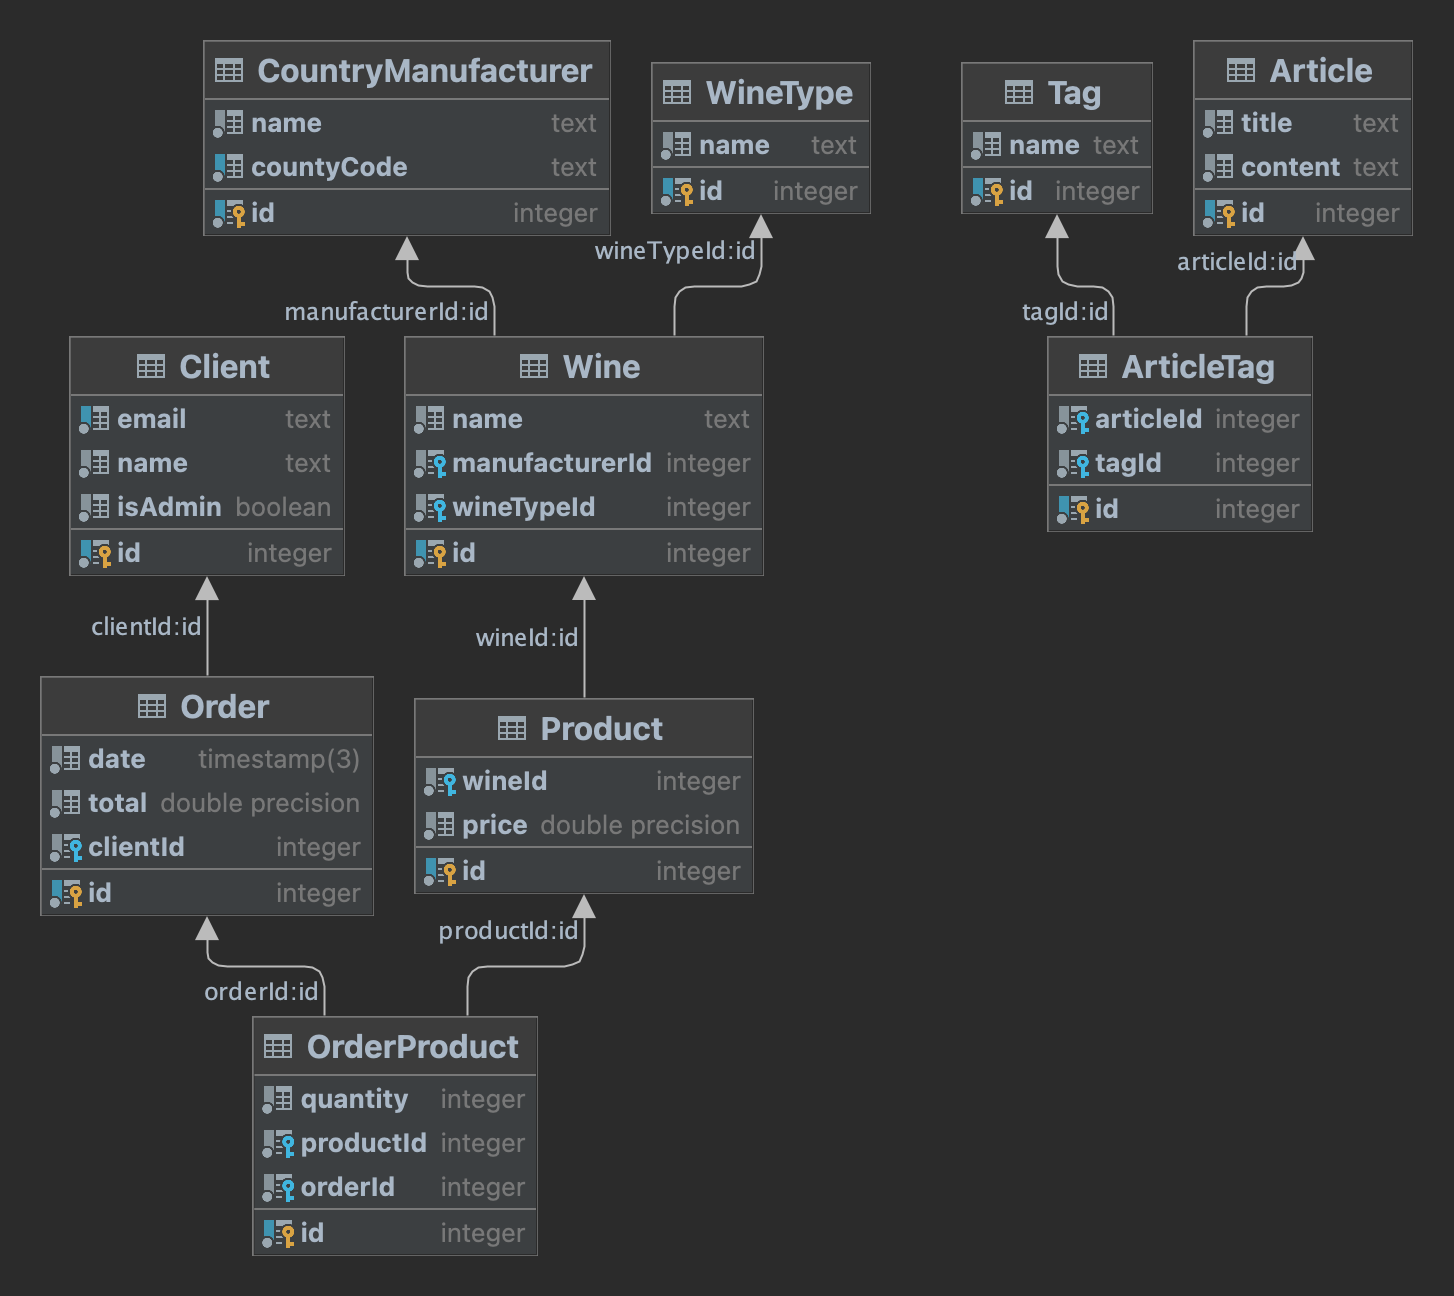 CountryManufacturer
name text
countyCode text
id integer
WineType
name text
id integer
Tag
name text
id integer
Article
title text
content text
id integer
wineTypeId:id
articleId:id
manufacturerId:id
tagId:id
Client
email text
name text
isAdmin boolean
id integer
Wine
name text
manufacturerId integer
wineTypeId integer
id integer
ArticleTag
articleId integer
tagId integer
id integer
clientId:id
wineId:id
Order
date timestamp(3)
total double precision
clientId integer
id integer
Product
wineId integer
price double precision
id integer
productId:id
orderId:id
OrderProduct
quantity integer
productId integer
orderId integer
id integer